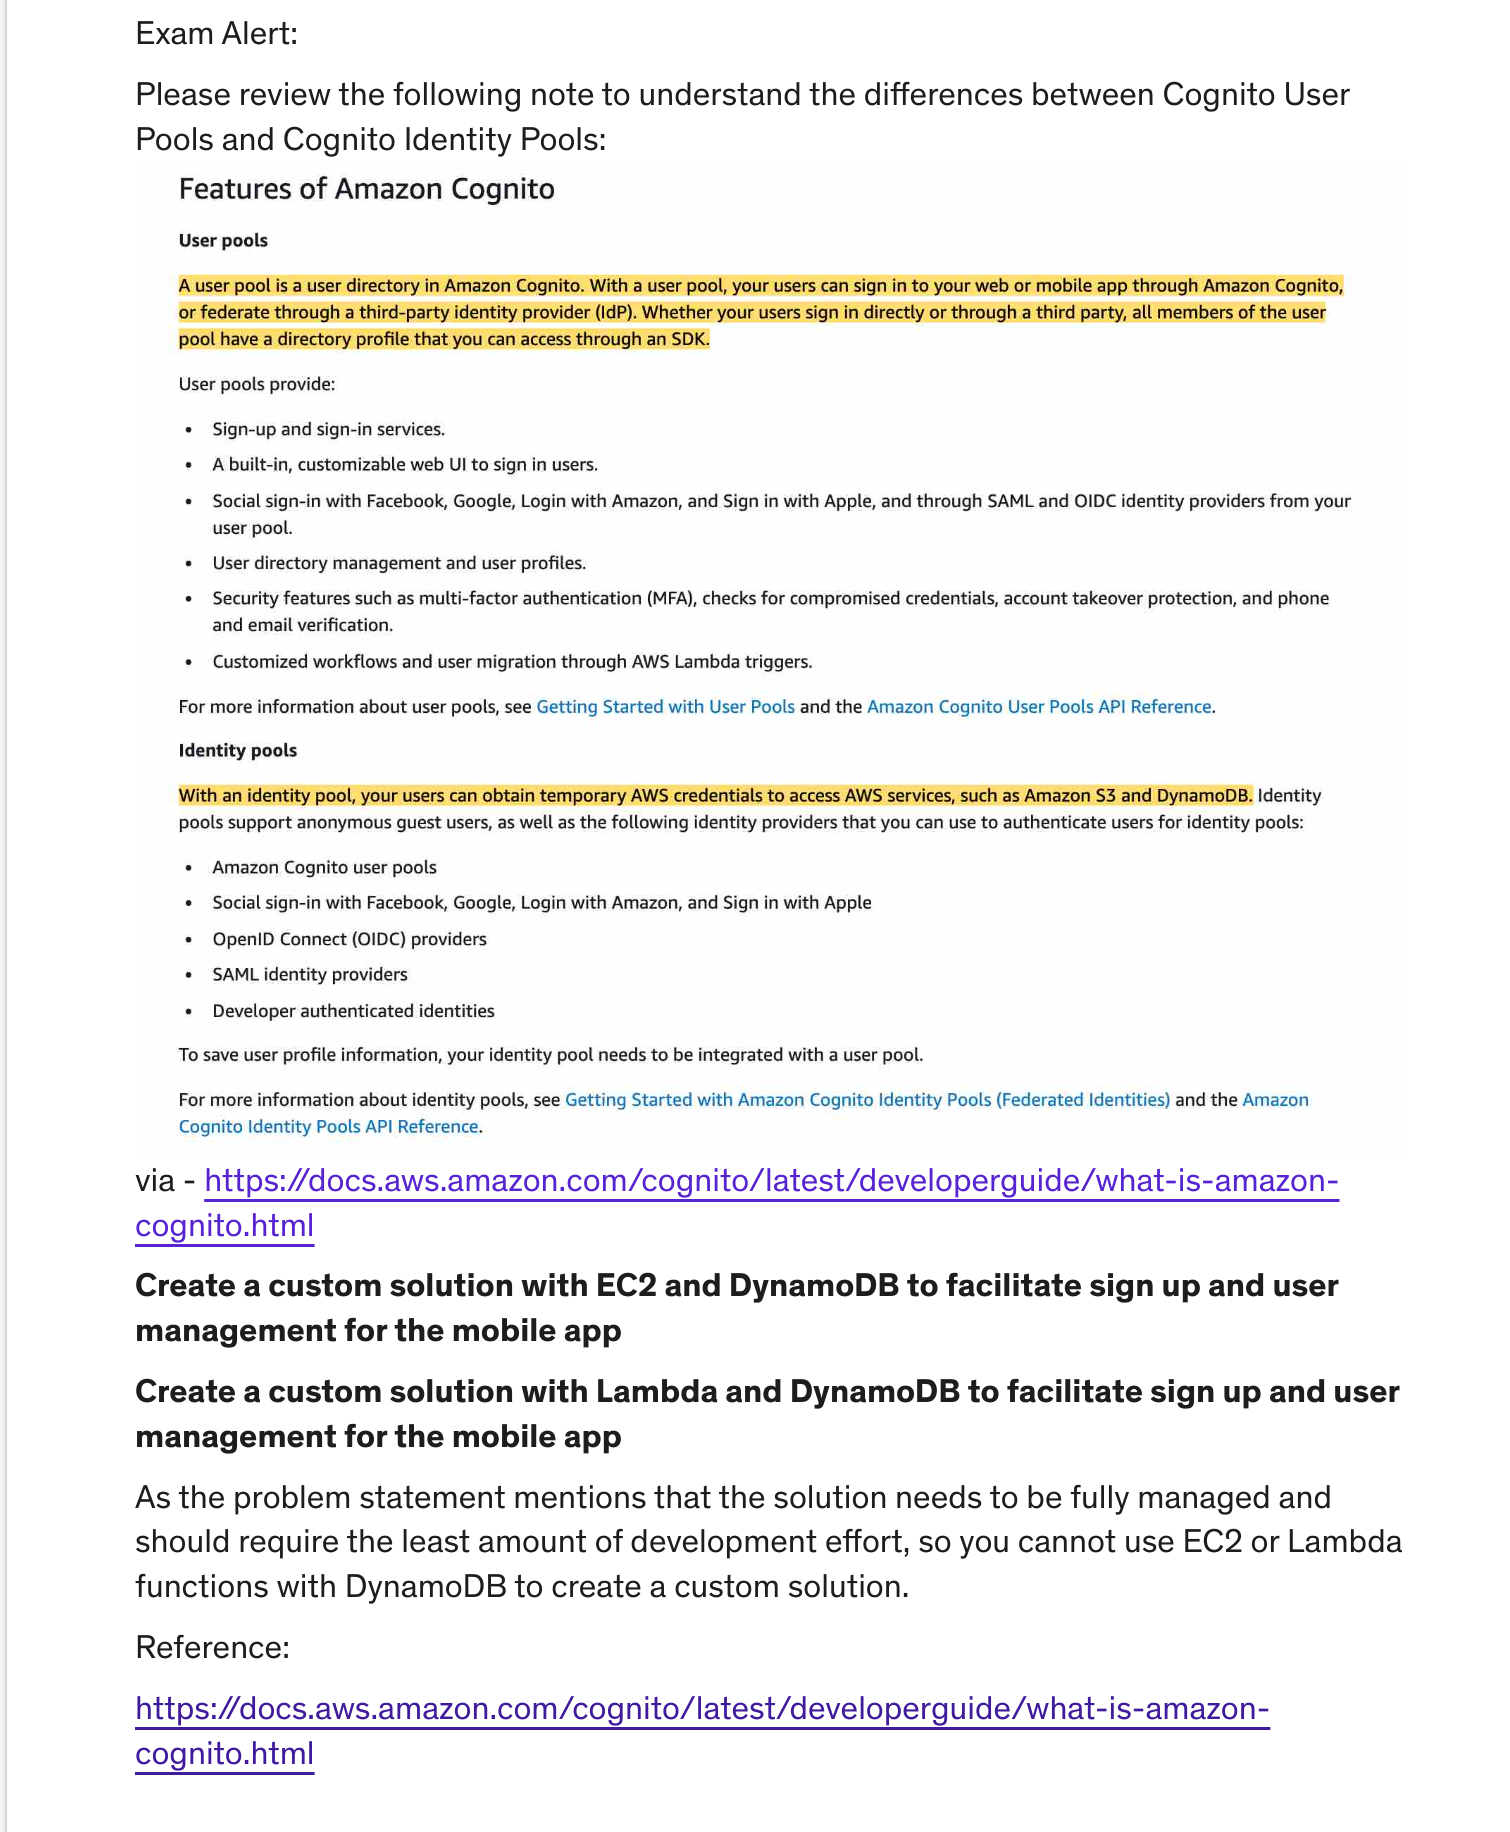 Exam Alert:
Please review the following note to understand the differences between Cognito User
Pools and Cognito Identity Pools:
Features of Amazon Cognito
User pools
A user pool is a user directory in Amazon Cognito. With a user pool, your users can sign in to your web or mobile app through Amazon Cognito,
or federate through a third-party identity provider (IdP). Whether your users sign in directly or through a third party, all members of the user
pool have a directory profile that you can access through an SDK.
User pools provide:
• Sign-up and sign-in services.
• A built-in, customizable web UI to sign in users.
• Social sign-in with Facebook, Google, Login with Amazon, and Sign in with Apple, and through SAML and OIDC identity providers from your
user pool.
• User directory management and user profiles.
• Security features such as multi-factor authentication (MFA), checks for compromised credentials, account takeover protection, and phone
and email verification.
• Customized workflows and user migration through AWS Lambda triggers.
For more information about user pools, see Getting Started with User Pools and the Amazon Cognito User Pools API Reference.
Identity pools
With an identity pool, your users can obtain temporary AWS credentials to access AWS services, such as Amazon S3 and DynamoDB. Identity
pools support anonymous guest users, as well as the following identity providers that you can use to authenticate users for identity pools:
• Amazon Cognito user pools
• Social sign-in with Facebook, Google, Login with Amazon, and Sign in with Apple
• OpenID Connect (OIDC) providers
• SAML identity providers
• Developer authenticated identities
To save user profile information, your identity pool needs to be integrated with a user pool.
For more information about identity pools, see Getting Started with Amazon Cognito Identity Pools (Federated Identities) and the Amazon
Cognito Identity Pools API Reference.
via - https://docs.aws.amazon.com/cognito/latest/developerguide/what-is-amazon-
cognito.html
Create a custom solution with EC2 and DynamoDB to facilitate sign up and user
management for the mobile app
Create a custom solution with Lambda and DynamoDB to facilitate sign up and user
management for the mobile app
As the problem statement mentions that the solution needs to be fully managed and
should require the least amount of development effort, so you cannot use EC2 or Lambda
functions with DynamoDB to create a custom solution.
Reference:
https://docs.aws.amazon.com/cognito/latest/developerguide/what-is-amazon-
cognito.html